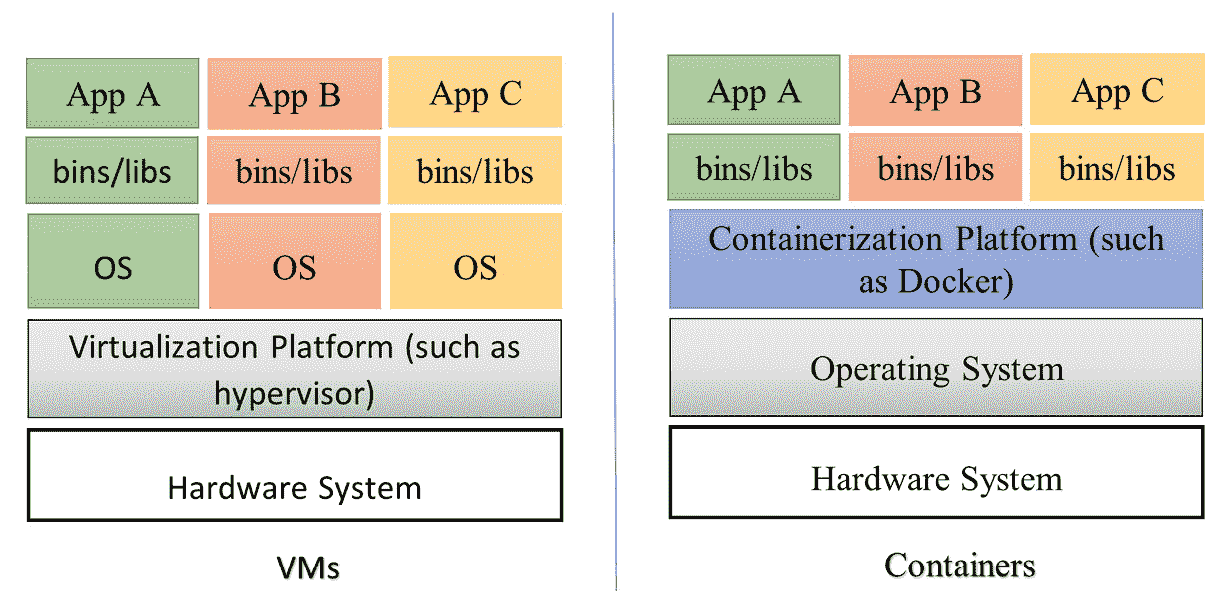 App A
App B
App C
bins/libs
bins/libs
bins/libs
OS
OS
OS
Virtualization Platform (such as
hypervisor)
Hardware System
VMs
App A
App B
App C
bins/libs
bins/libs
bins/libs
Containerization Platform (such
as Docker)
Operating System
Hardware System
Containers